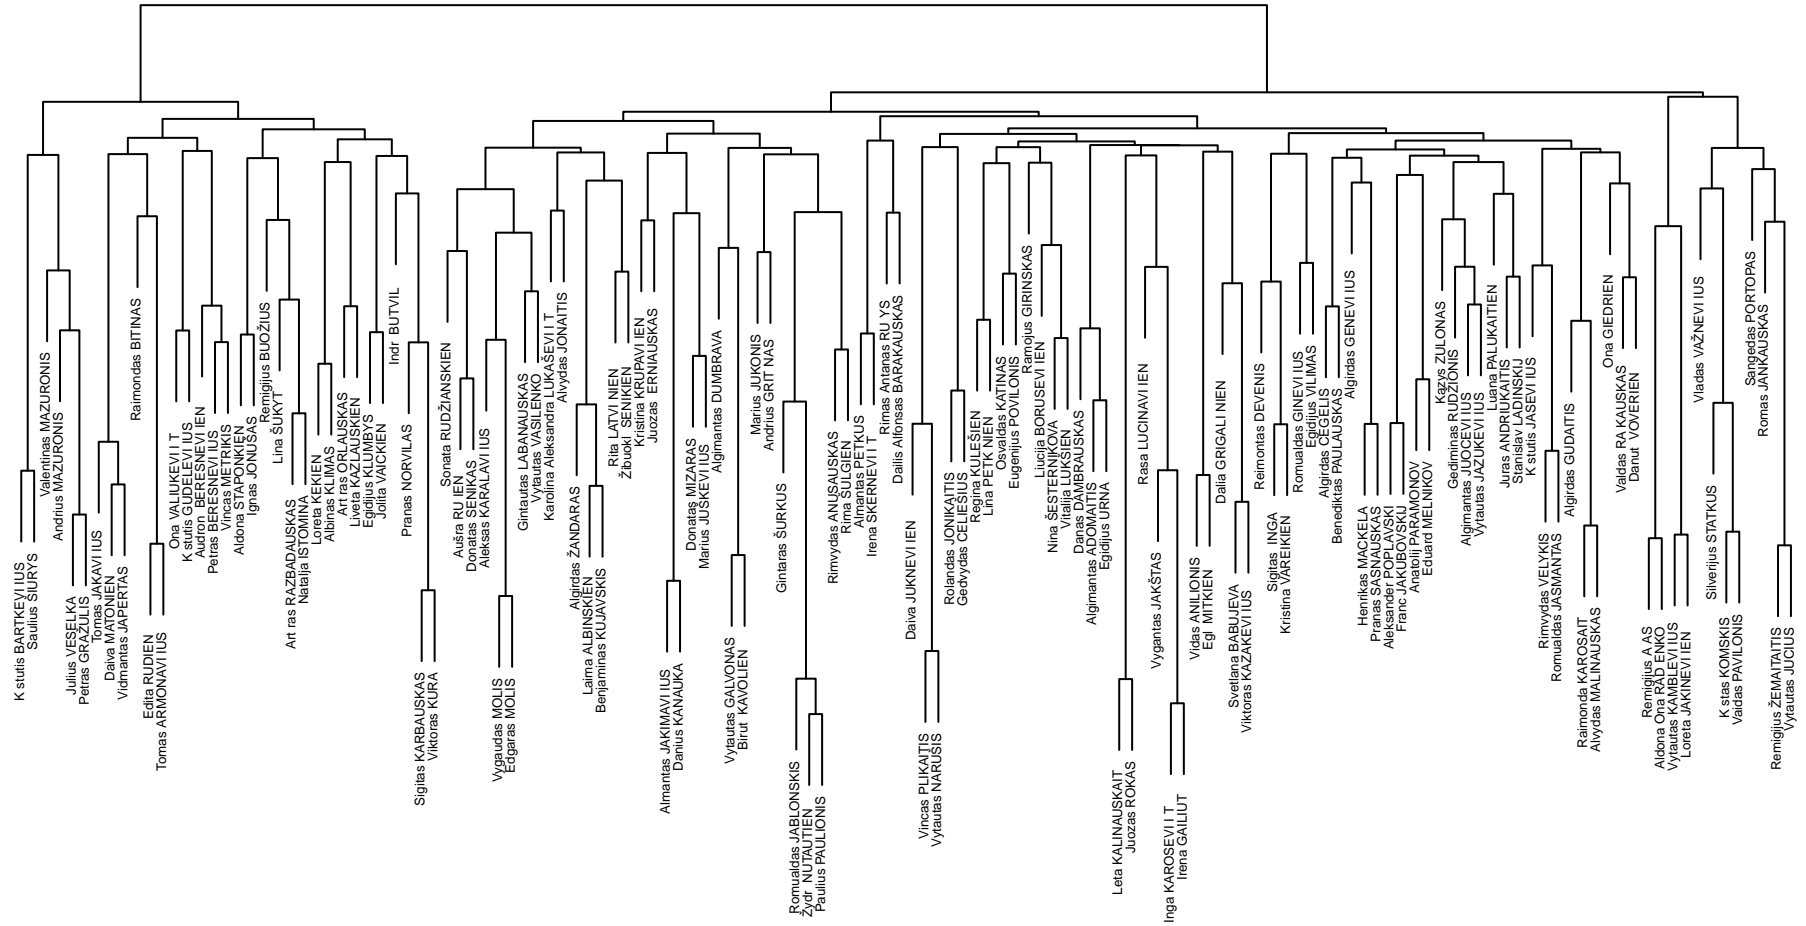 K stutis BARTKEVI IUS
Saulius ŠIURYS
Valentinas MAZURONIS
Andrius MAZURONIS
Julius VESELKA
Petras GRAŽULIS
Tomas JAKAVI IUS
Daiva MATONIEN
Vidmantas JAPERTAS
Raimondas BITINAS
Edita RUDIEN
Tomas ARMONAVI IUS
Ona VALIUKEVI I T
K stutis GUDELEVI IUS
Audron BERESNEVI IEN
Petras BERESNEVI IUS
Vincas METRIKIS
Aldona STAPONKIEN
Ignas JONUŠAS
Remigijus BUOŽIUS
Lina ŠUKYT
Art ras RAZBADAUSKAS
Natalja ISTOMINA
Loreta KEKIEN
Albinas KLIMAS
Art ras ORLAUSKAS
Liveta KAZLAUSKIEN
Egidijus KLUMBYS
Jolita VAICKIEN
Indr BUTVIL
Pranas NORVILAS
Sigitas KARBAUSKAS
Viktoras KURA
Sonata RUDŽIANSKIEN
Aušra RU IEN
Donatas SENIKAS
Aleksas KARALAVI IUS
Vygaudas MOLIS
Edgaras MOLIS
Gintautas LABANAUSKAS
Vytautas VASILENKO
Karolina Aleksandra LUKAŠEVI I T
Alvydas JONAITIS
Algirdas ŽANDARAS
Laima ALBINSKIEN
Benjaminas KUJAVSKIS
Rita LATVI NIEN
Žibuokl SENIKIEN
Kristina KRUPAVI IEN
Juozas ERNIAUSKAS
Almantas JAKIMAVI IUS
Danius KANAUKA
Donatas MIZARAS
Marius JUSKEVI IUS
Algimantas DUMBRAVA
Vytautas GALVONAS
Birut KAVOLIEN
Marius JUKONIS
Andrius GRIT NAS
Gintaras ŠURKUS
Romualdas JABLONSKIS
Žydr NUTAUTIEN
Paulius PAULIONIS
Rimvydas ANUSAUSKAS
Rima ŠULGIEN
Almantas PETKUS
Irena SKERNEVI I T
Rimas Antanas RU YS
Dailis Alfonsas BARAKAUSKAS
Daiva JUKNEVI IEN
Vincas PLIKAITIS
Vytautas NARUŠIS
Rolandas JONIKAITIS
Gedvydas CELIEŠIUS
Regina KULEŠIEN
Lina PETK NIEN
Osvaldas KATINAS
Eugenijus POVILONIS
Ramojus GIRINSKAS
Liucija BORUSEVI IEN
Nina ŠESTERNIKOVA
Vitalija LUKŠIEN
Danas DAMBRAUSKAS
Algimantas ADOMAITIS
Egidijus URNA
Leta KALINAUSKAIT
Juozas ROKAS
Rasa LUCINAVI IEN
Vygantas JAKŠTAS
Inga KAROSEVI I T
Irena GAILIUT
Vidas ANILIONIS
Egl MITKIEN
Dalia GRIGALI NIEN
Svetlana BABUJEVA
Viktoras KAZAKEVI IUS
Reimontas DEVENIS
Sigitas INGA
Kristina VAREIKIEN
Romualdas GINEVI IUS
Egidijus VILIMAS
Algirdas CEGELIS
Benediktas PAULAUSKAS
Algirdas GENEVI IUS
Henrikas MACKELA
Pranas SASNAUSKAS
Aleksander POPLAVSKI
Franc JAKUBOVSKIJ
Anatolij PARAMONOV
Eduard MELNIKOV
Kazys ZULONAS
Gediminas RUDŽIONIS
Algimantas JUOCEVI IUS
Vytautas JAZUKEVI IUS
Luana PALUKAITIEN
Juras ANDRIUKAITIS
Stanislav LADINSKIJ
K stutis JASEVI IUS
Rimvydas VELYKIS
Romualdas JASMANTAS
Algirdas GUDAITIS
Raimonda KAROSAIT
Alvydas MALINAUSKAS
Ona GIEDRIEN
Valdas RA KAUSKAS
Danut VOVERIEN
Remigijus A AS
Aldona Ona RAD ENKO
Vytautas KAMBLEVI IUS
Loreta JAKINEVI IEN
Viadas VAŽNEVI IUS
Silverijus STATKUS
K stas KOMSKIS
Vaidas PAVILONIS
Sangedas PORTOPAS
Romas JANKAUSKAS
Remigijus ŽEMAITAITIS
Vytautas JUCIUS